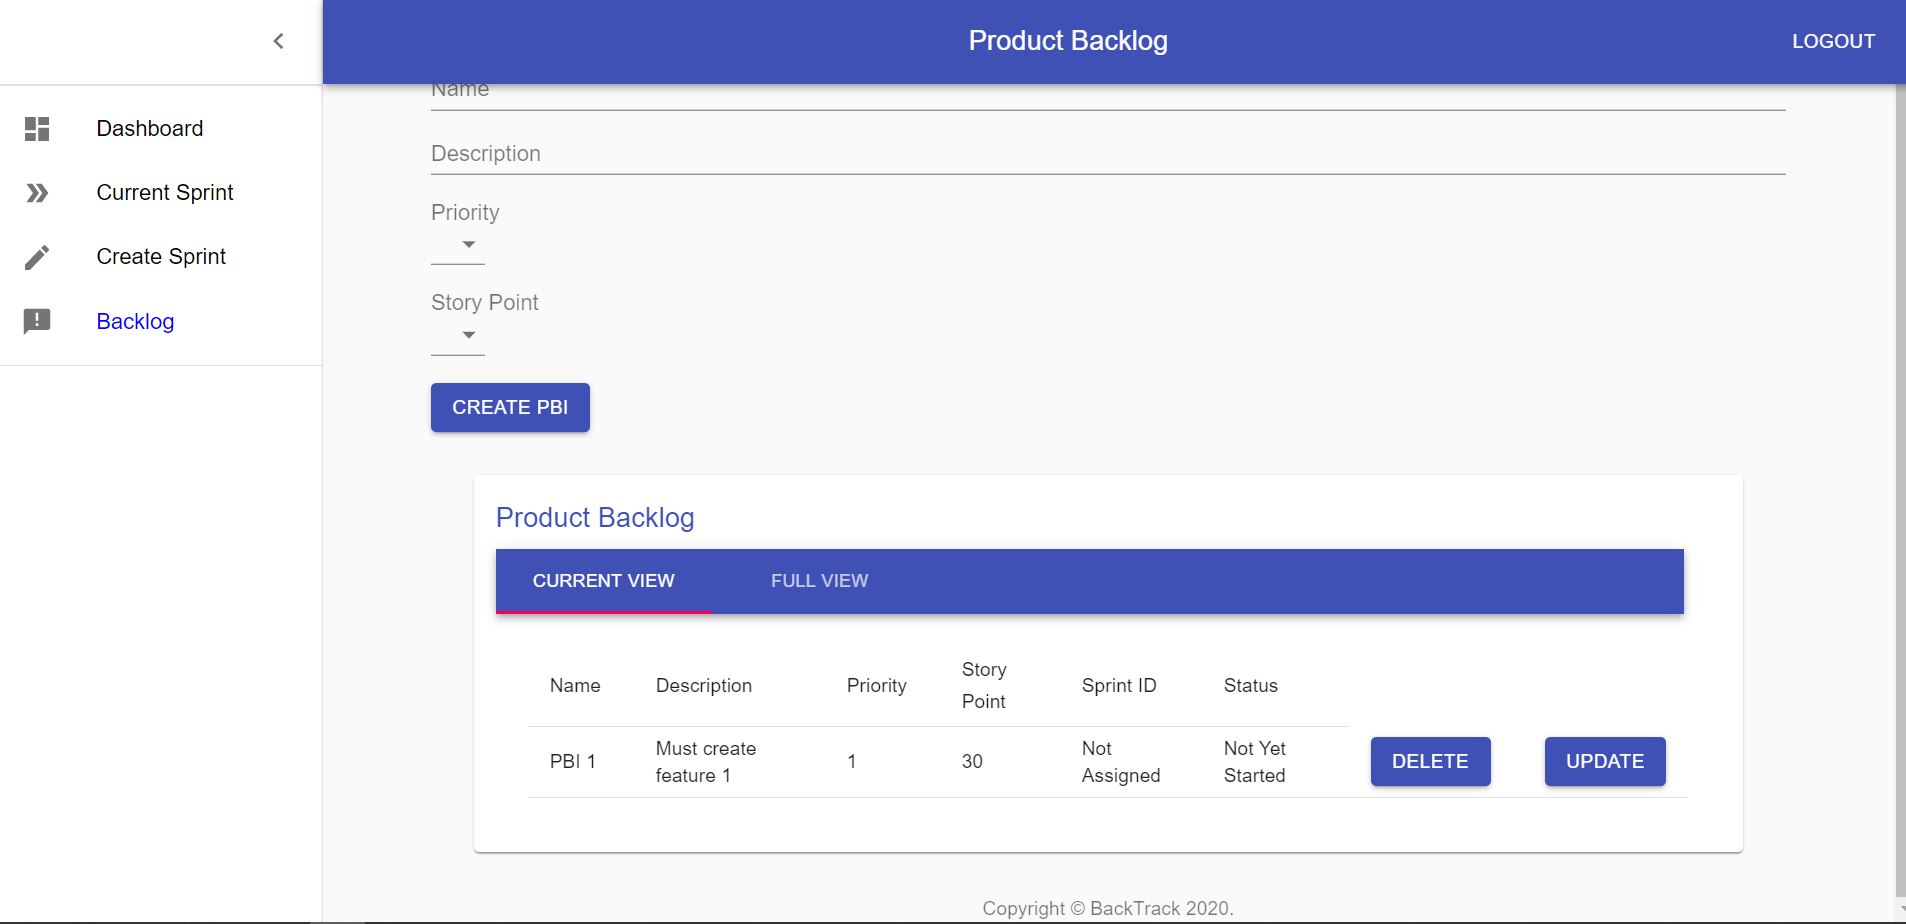 Product Backlog
LOGOUT
Dashboard
Current Sprint
Create Sprint
Backlog
Name
Description
Priority
Story Point
CREATE PBI
Product Backlog
CURRENT VIEW FULL VIEW
Name Description Priority Story Point Sprint ID Status
PBI 1 Must create feature 1 1 30 Not Assigned Not Yet Started DELETE UPDATE
Copyright © BackTrack 2020.